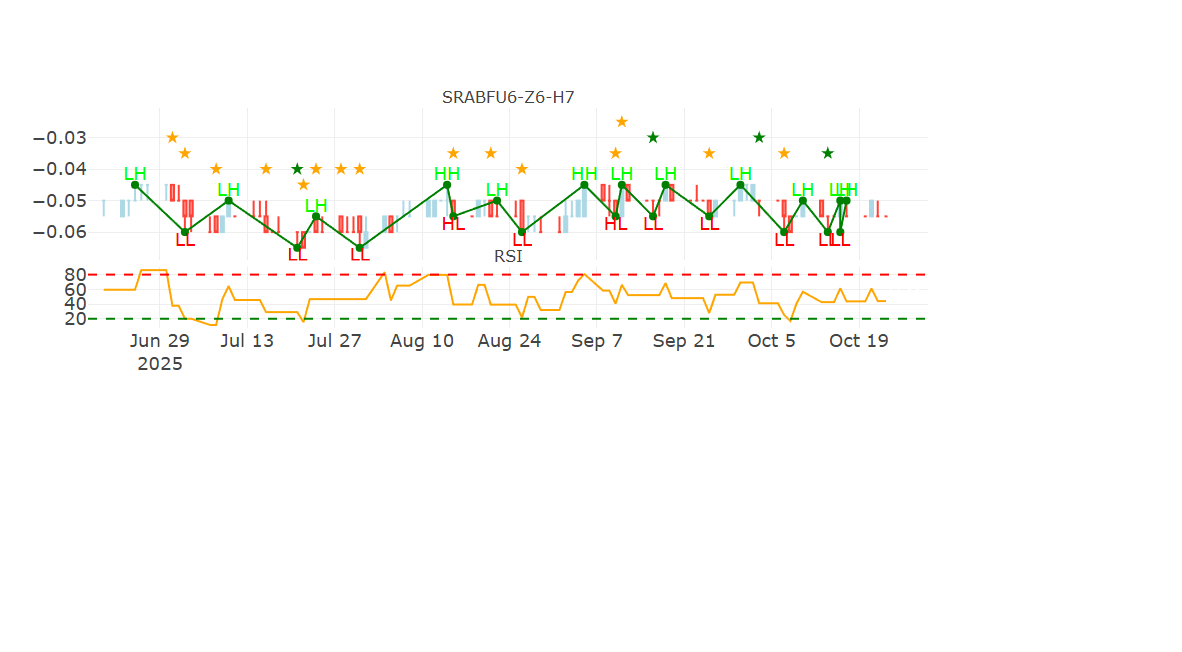 SRABFU6-Z6-H7
−0.03
−0.04
−0.05
−0.06
LH
LL
LH
LL
LH
LL
HH
HL
LH
LL
HH
HL
LH
LL
LH
LL
LH
LL
LH
LL
LH
LL
LH
RSI
80
60
40
20
Jun 29
2025
Jul 13
Jul 27
Aug 10
Aug 24
Sep 7
Sep 21
Oct 5
Oct 19